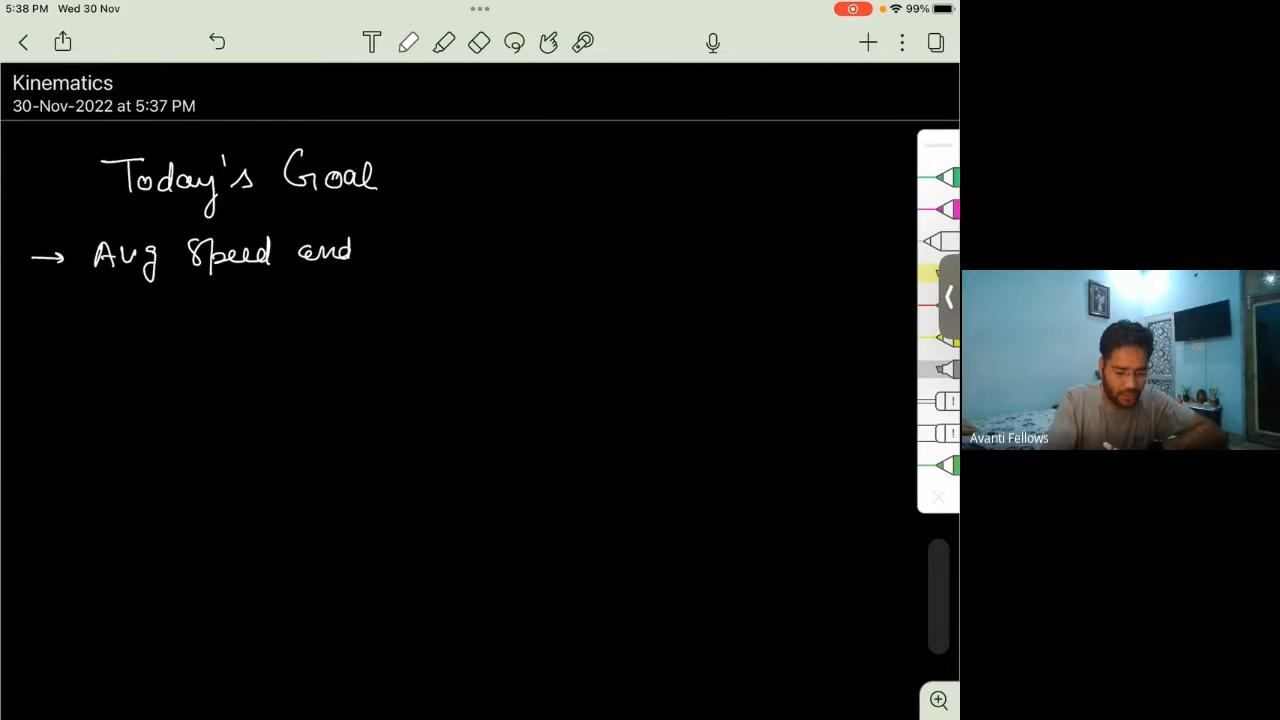 5:38 PM Wed 30 Nov
99%
T
Kinematics
30-Nov-2022 at 5:37 PM
Today's Goal
→ Avg Speed and
Avanti Fellows